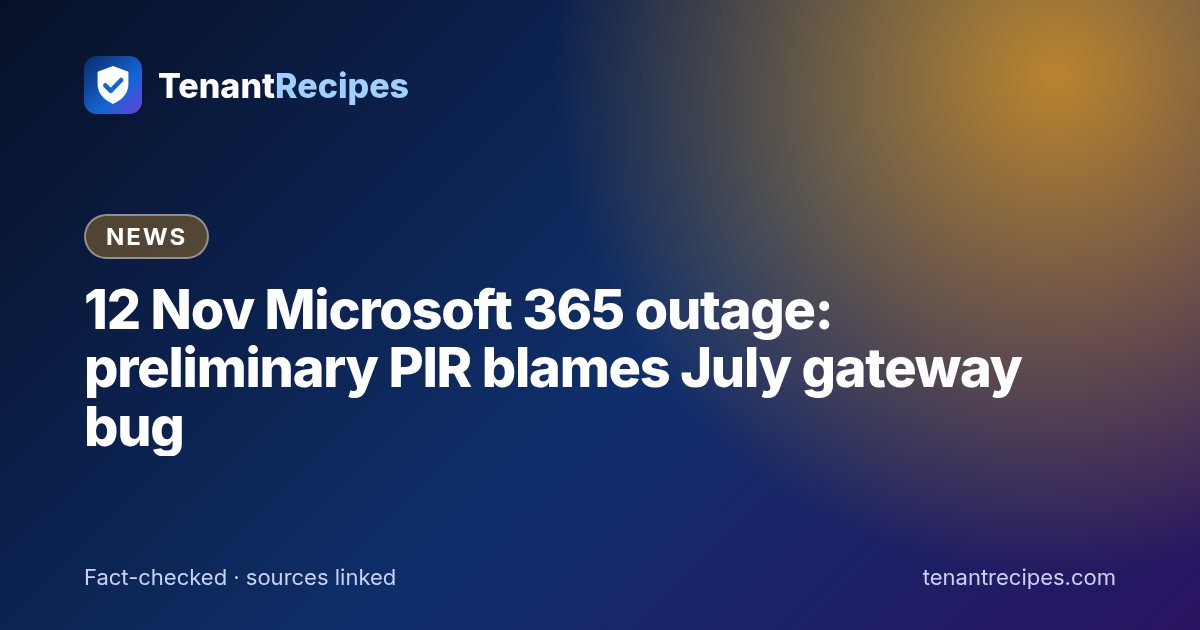 TenantRecipes
NEWS
12 Nov Microsoft 365 outage:
preliminary PIR blames July gateway
bug
Fact-checked · sources linked
tenantrecipes.com